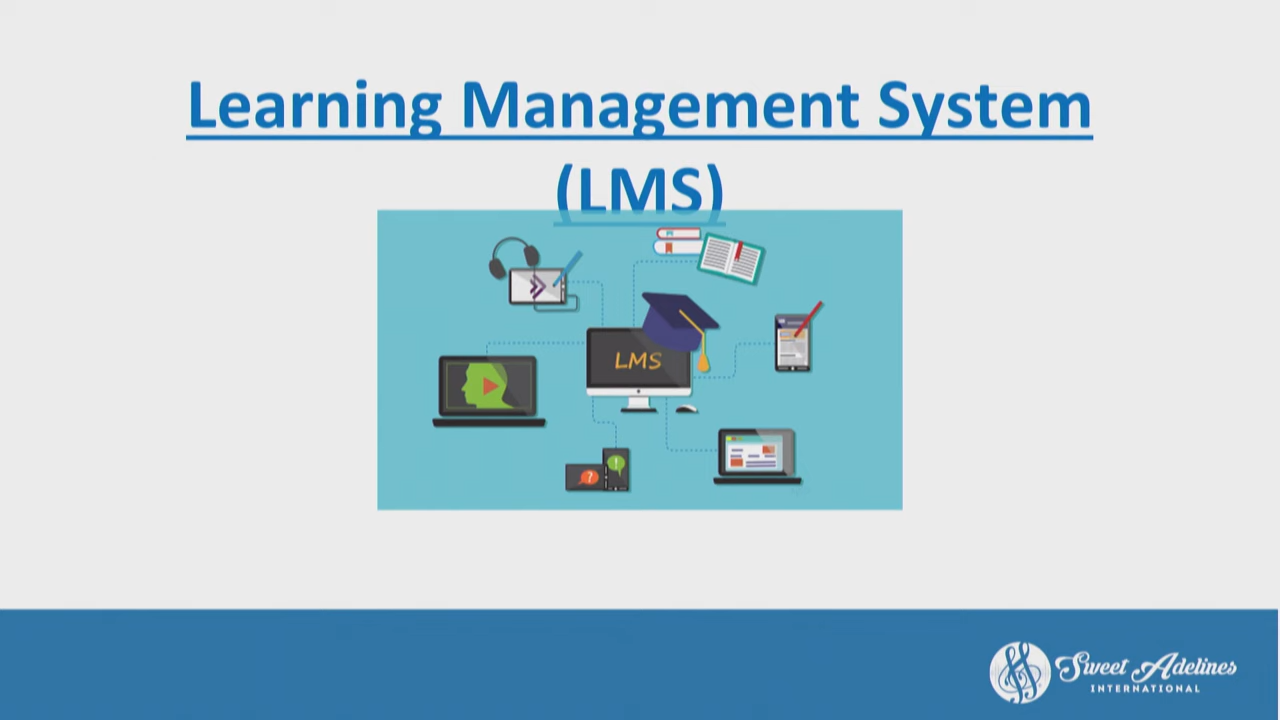 Learning Management System
(LMS)
LMS
?
!
Sweet Adelines
INTERNATIONAL